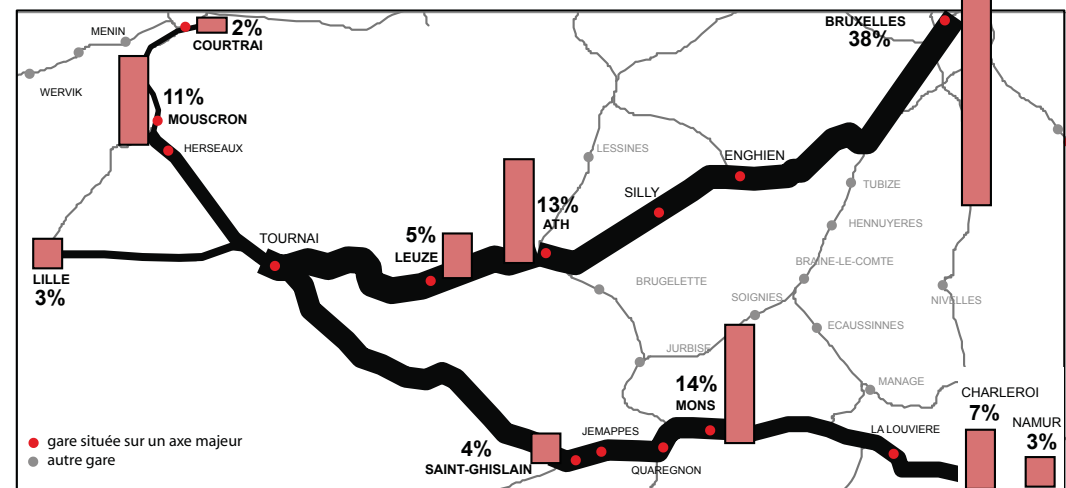 BRUXELLES
38%
2%
COURTRAI
MENIN
WERVIK
11%
MOUSCRON
HERSEAUX
LESSINES
ENGHIEN
TUBIZE
SILLY
13%
ATH
HENNUYERES
TOURNAI
5%
LEUZE
LILLE
3%
BRAINE-LE-COMTE
BRUGELETTE
SOIGNIES
NIVELLES
ECAUSSINNES
JURBISE
MANAGE
14%
MONS
CHARLEROI
7%
NAMUR
3%
LA LOUVIERE
JEMAPPES
QUAREGNON
4%
SAINT-GHISLAIN
gare située sur un axe majeur
autre gare